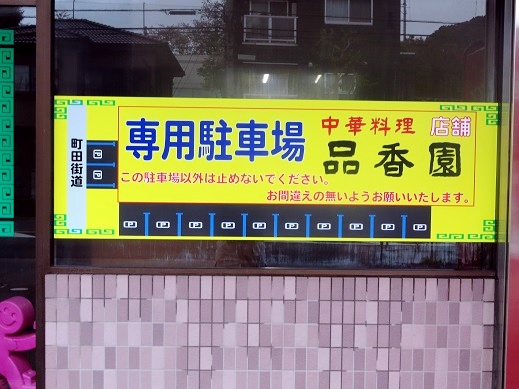 町田街道
専用駐車場
中華料理 店舗
品香園
この駐車場以外は止めないでください。
お間違えの無いようお願いいたします。
P
P
P P P P P P P P P